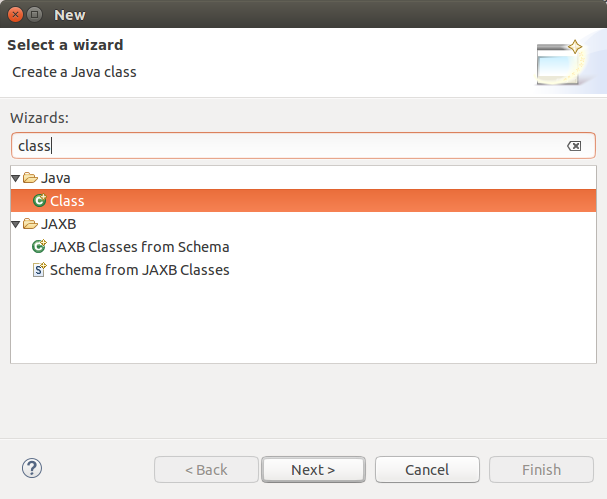 New
Select a wizard
Create a Java class
Wizards:
class
Java
Class
JAXB
JAXB Classes from Schema
Schema from JAXB Classes
< Back Next > Cancel Finish